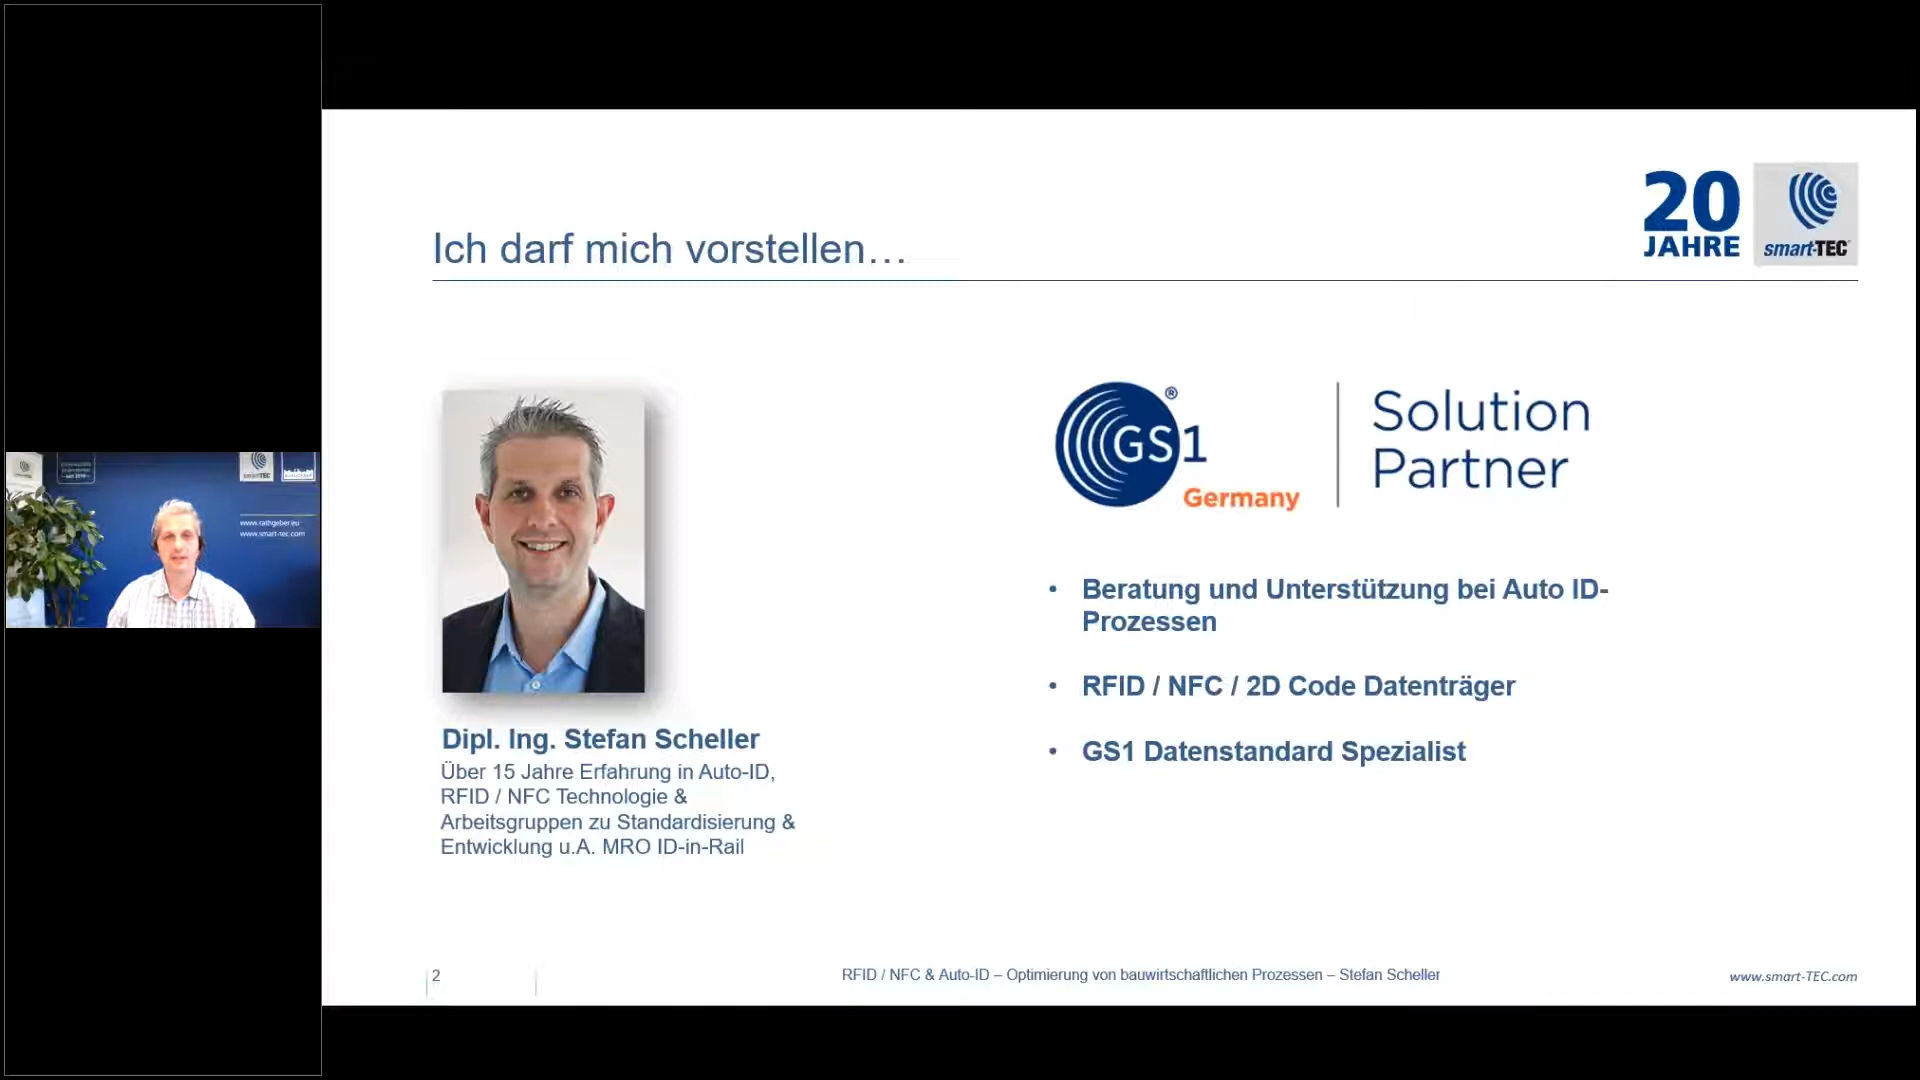 Ich darf mich vorstellen…
20
JAHRE
smart-TEC
GS1
®
Germany
Solution
Partner
Dipl. Ing. Stefan Scheller
Über 15 Jahre Erfahrung in Auto-ID,
RFID / NFC Technologie &
Arbeitsgruppen zu Standardisierung &
Entwicklung u.A. MRO ID-in-Rail
• Beratung und Unterstützung bei Auto ID-
Prozessen
• RFID / NFC / 2D Code Datenträger
• GS1 Datenstandard Spezialist
smart-TEC
www.rathgeber.eu
www.smart-tec.com
2
RFID / NFC & Auto-ID – Optimierung von bauwirtschaftlichen Prozessen – Stefan Scheller
www.smart-TEC.com